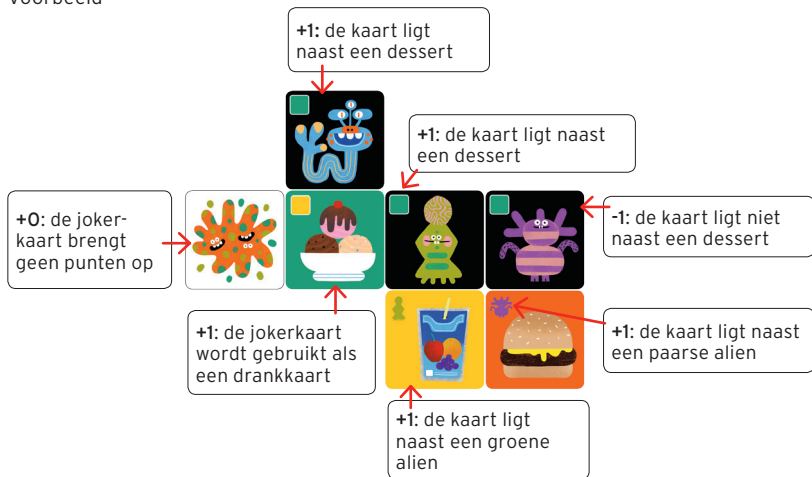 Voorbeeld
+1: de kaart ligt
naast een dessert
+1: de kaart ligt naast
een dessert
+0: de joker-
kaart brengt
geen punten op
-1: de kaart ligt niet
naast een dessert
+1: de jokerkaart
wordt gebruikt als
een drankkaart
+1: de kaart ligt naast
een paarse alien
+1: de kaart ligt
naast een groene
alien